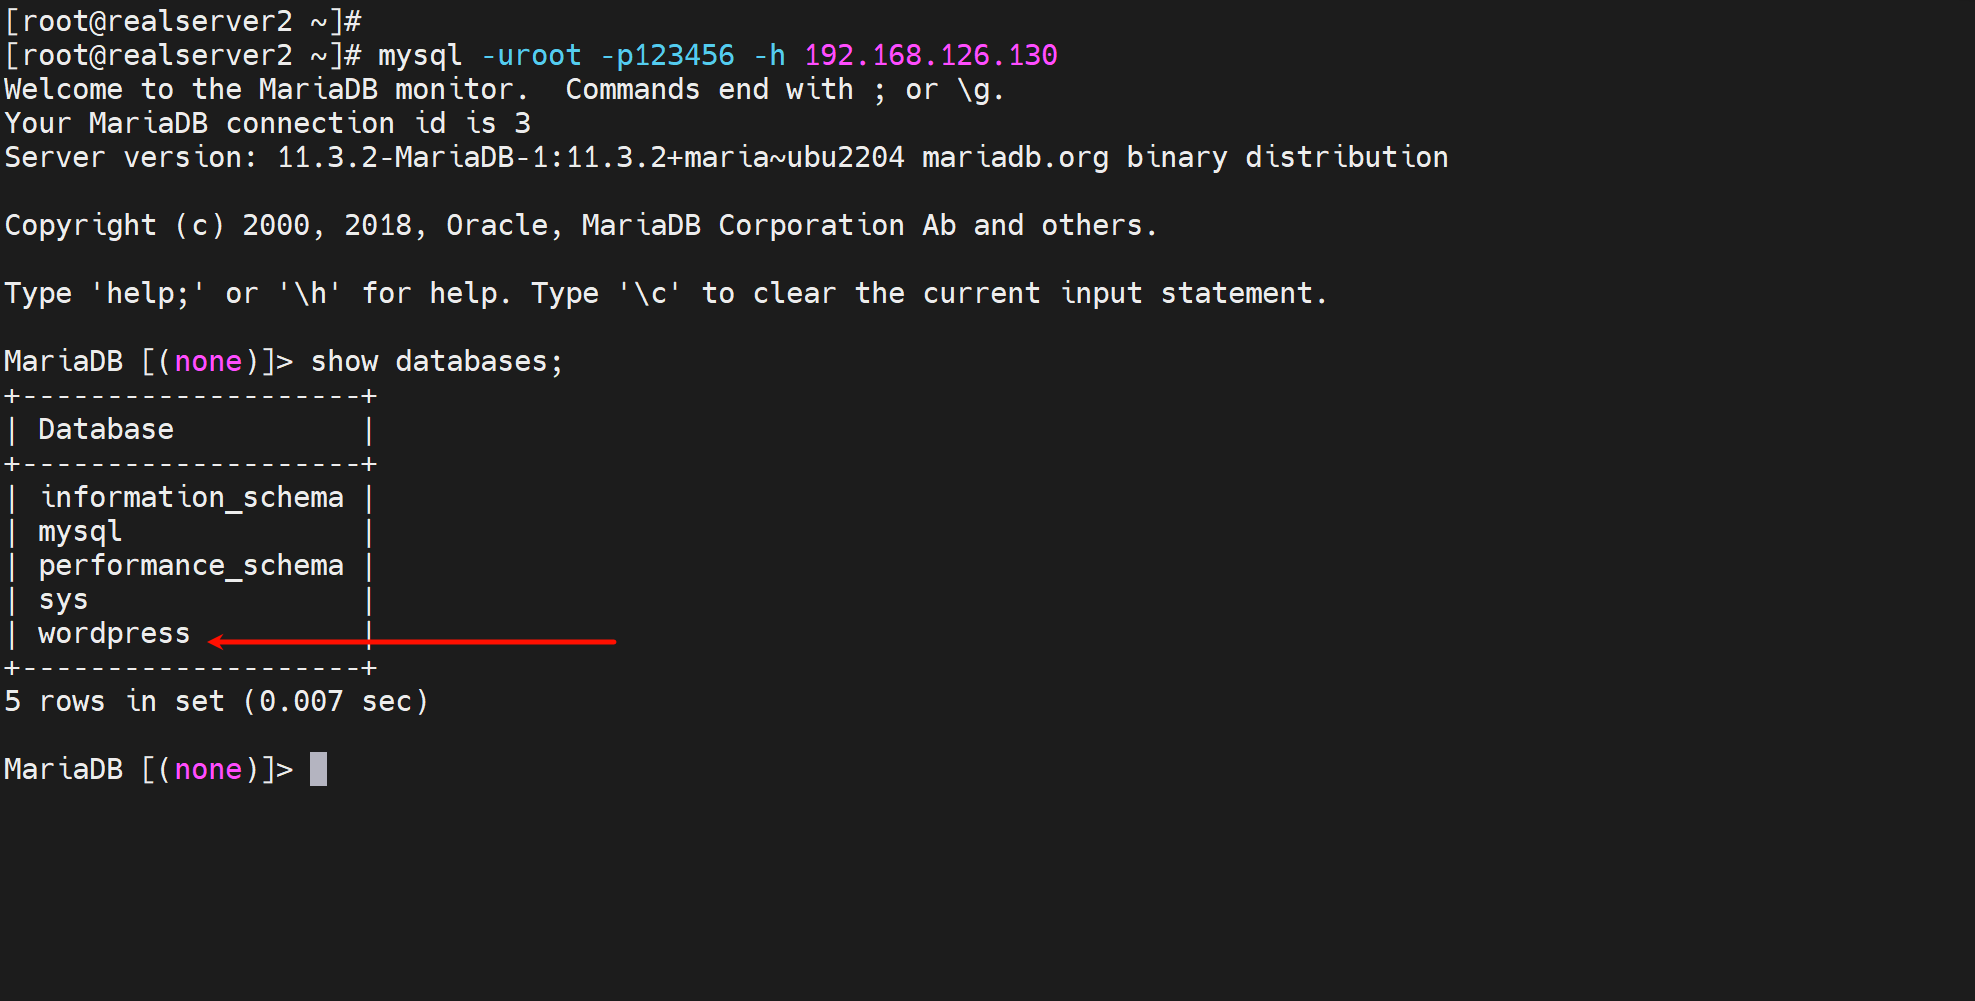 [root@realserver2 ~]#
[root@realserver2 ~]# mysql -uroot -p123456 -h 192.168.126.130
Welcome to the MariaDB monitor.  Commands end with ; or \g.
Your MariaDB connection id is 3
Server version: 11.3.2-MariaDB-1:11.3.2+maria~ubu2204 mariadb.org binary distribution

Copyright (c) 2000, 2018, Oracle, MariaDB Corporation Ab and others.

Type 'help;' or '\h' for help. Type '\c' to clear the current input statement.

MariaDB [(none)]> show databases;
+--------------------+
| Database           |
+--------------------+
| information_schema |
| mysql              |
| performance_schema |
| sys                |
| wordpress          |
+--------------------+
5 rows in set (0.007 sec)

MariaDB [(none)]>